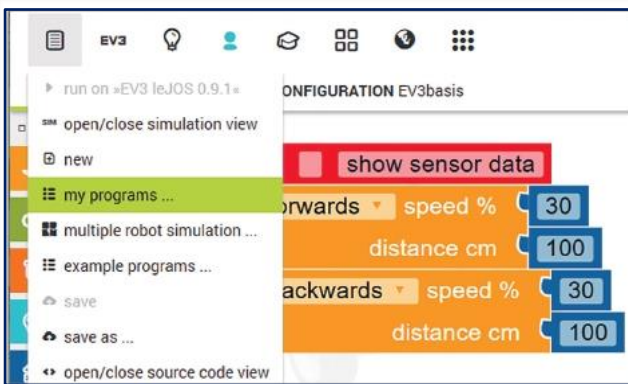 EV3
run on »EV3 leJOS 0.9.1«
ONFIGURATION EV3basis
SIM open/close simulation view
new
show sensor data
my programs ...
orwards speed % 30
multiple robot simulation ...
distance cm 100
example programs ...
ackwards speed % 30
save
distance cm 100
save as ...
open/close source code view